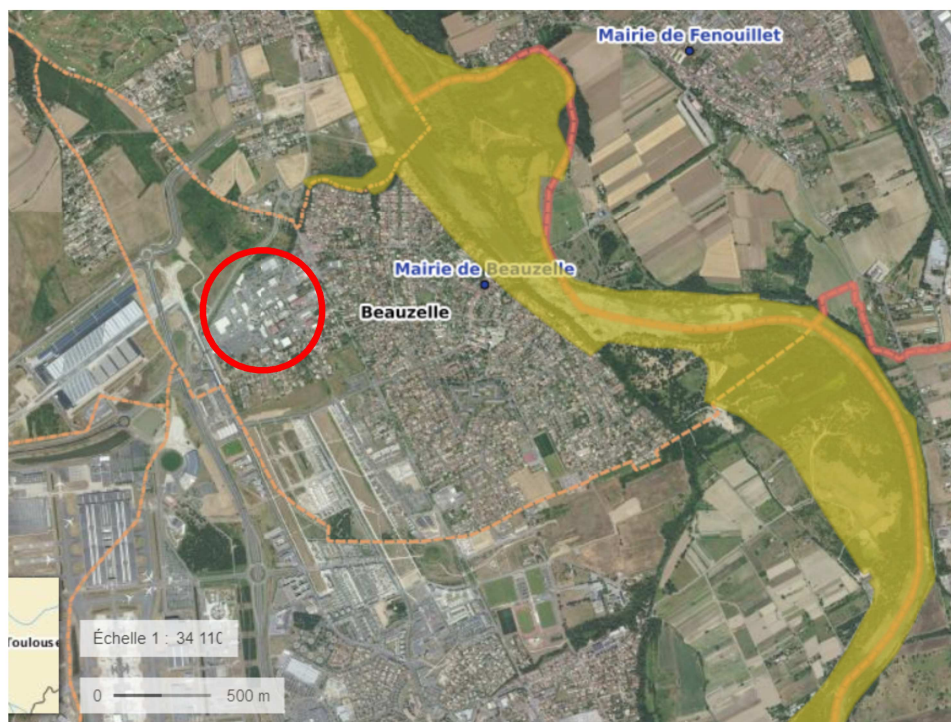 Mairie de Fenouillet
Mairie de Beauzelle
Beauzelle
Toulouse
Échelle 1 : 34 110
0 500 m